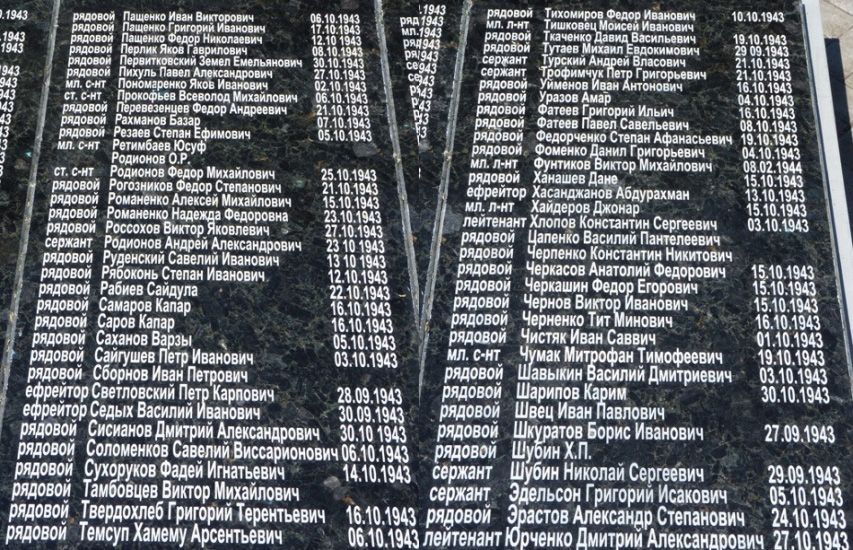 рядовой Пащенко Иван Викторович 06.10.1943
рядовой Пащенко Григорий Иванович 17.10.1943
рядовой Пащенко Федор Николаевич 12.10.1943
рядовой Перлик Яков Гаврилович 08.10.1943
рядовой Первитковский Земел Емельянович 30.10.1943
рядовой Пихуль Павел Александрович 27.10.1943
мл. с-нт Пономаренко Яков Иванович 02.10.1943
ст. с-нт Прокофьев Всеволод Михайлович 06.10.1943
рядовой Перевезенцев Федор Андреевич 21.10.1943
рядовой Рахманов Базар 07.10.1943
рядовой Резаев Степан Ефимович 05.10.1943
мл. с-нт Ретимбаев Юсуф
Родионов О.Р.
ст. с-нт Родионов Федор Михайлович 25.10.1943
рядовой Рогозников Федор Степанович 21.10.1943
рядовой Романенко Алексей Михайлович 15.10.1943
рядовой Романенко Надежда Федоровна 23.10.1943
рядовой Россохов Виктор Яковлевич 27.10.1943
сержант Родионов Андрей Александрович 23.10.1943
рядовой Руденский Савелий Иванович 13.10.1943
рядовой Рябоконь Степан Иванович 12.10.1943
рядовой Рабиев Сайдула 22.10.1943
рядовой Самаров Капар 16.10.1943
рядовой Саров Капар 16.10.1943
рядовой Саханов Варзы 05.10.1943
рядовой Сайгушев Петр Иванович 03.10.1943
рядовой Сборнов Иван Петрович
ефрейтор Светловский Петр Карпович 28.09.1943
ефрейтор Седых Василий Иванович 30.09.1943
рядовой Сисианов Дмитрий Александрович 30.10.1943
рядовой Соломенков Савелий Виссарионович 06.10.1943
рядовой Сухоруков Фадей Игнатьевич 14.10.1943
рядовой Тамбовцев Виктор Михайлович
рядовой Твердохлеб Григорий Терентьевич 16.10.1943
рядовой Темсуп Хамему Арсентьевич 06.10.1943
рядовой Тихомиров Федор Иванович 10.10.1943
мл. л-нт Тишковец Моисей Иванович
рядовой Ткаченко Давид Васильевич 19.10.1943
рядовой Тутаев Михаил Евдокимович 29.09.1943
сержант Турский Андрей Власович 21.10.1943
сержант Трофимчук Петр Григорьевич 21.10.1943
рядовой Уйменов Иван Антонович 16.10.1943
рядовой Уразов Амар 04.10.1943
рядовой Фатеев Григорий Ильич 16.10.1943
рядовой Фатеев Павел Савельевич 08.10.1943
рядовой Федорченко Степан Афанасьевич 19.10.1943
рядовой Фоменко Данил Григорьевич 04.10.1943
мл. л-нт Фунтиков Виктор Михайлович 08.02.1944
рядовой Ханашев Дане 15.10.1943
ефрейтор Хасанджанов Абдурахман 13.10.1943
мл. л-нт Хайдеров Джонар 15.10.1943
лейтенант Хлопов Константин Сергеевич 03.10.1943
рядовой Цапенко Василий Пантелеевич
рядовой Черпенко Константин Никитович
рядовой Черкасов Анатолий Федорович 15.10.1943
рядовой Черкашин Федор Егорович 15.10.1943
рядовой Чернов Виктор Иванович 15.10.1943
рядовой Черненко Тит Минович 16.10.1943
рядовой Чистяк Иван Саввич 01.10.1943
мл. с-нт Чумак Митрофан Тимофеевич 19.10.1943
рядовой Шавыкин Василий Дмитриевич 03.10.1943
рядовой Шарипов Карим 30.10.1943
рядовой Швец Иван Павлович
рядовой Шкуратов Борис Иванович 27.09.1943
рядовой Шубин Х.П.
сержант Шубин Николай Сергеевич 29.09.1943
сержант Эдельсон Григорий Исакович 05.10.1943
рядовой Эрастов Александр Степанович 24.10.1943
лейтенант Юрченко Дмитрий Александрович 27.10.1943